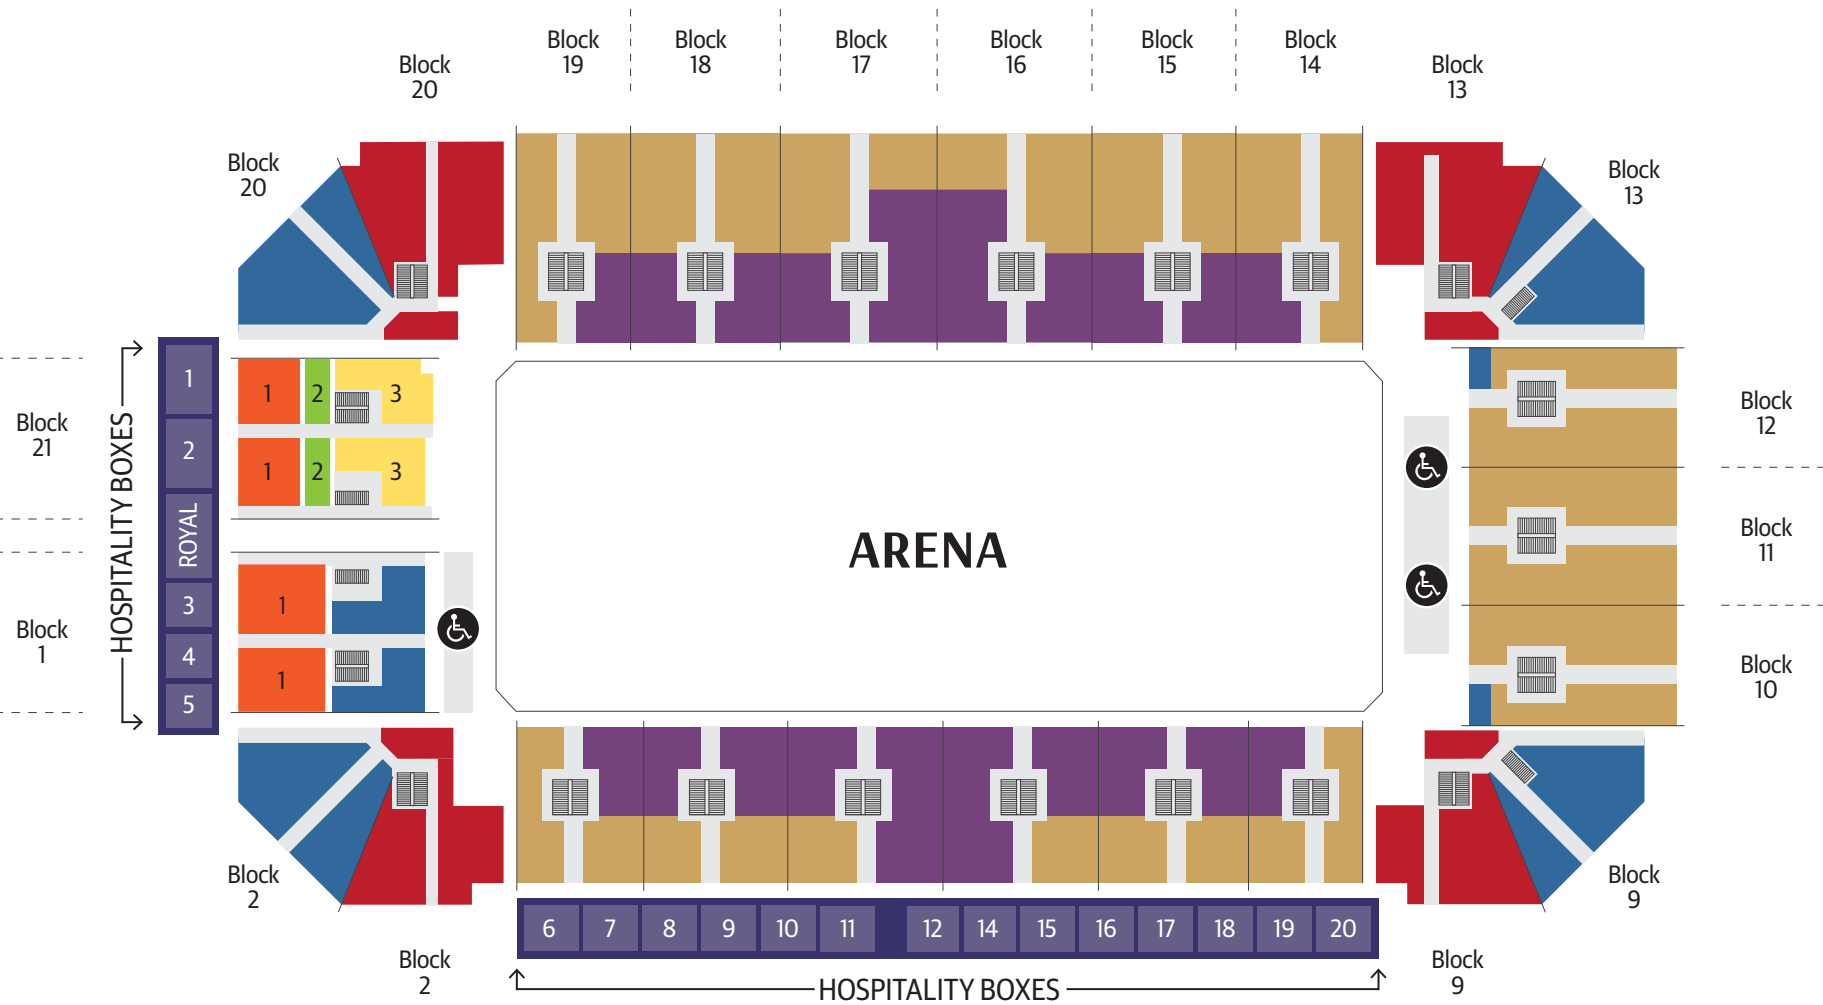 Block
19
Block
18
Block
17
Block
16
Block
15
Block
14
Block
20
Block
13
Block
20
Block
13
HOSPITALITY BOXES
1
2
ROYAL
3
4
5
Block
21
1
2
3
1
2
3
Block
1
1
1
ARENA
Block
12
Block
11
Block
10
Block
2
Block
9
6 7 8 9 10 11 12 14 15 16 17 18 19 20
Block
2
HOSPITALITY BOXES
Block
9